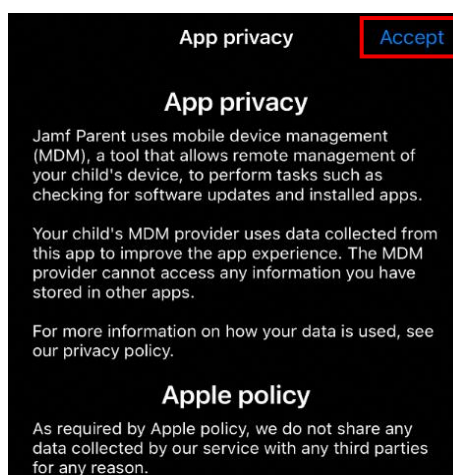 App privacy Accept
App privacy
Jamf Parent uses mobile device management
(MDM), a tool that allows remote management of
your child's device, to perform tasks such as
checking for software updates and installed apps.
Your child's MDM provider uses data collected from
this app to improve the app experience. The MDM
provider cannot access any information you have
stored in other apps.
For more information on how your data is used, see
our privacy policy.
Apple policy
As required by Apple policy, we do not share any
data collected by our service with any third parties
for any reason.